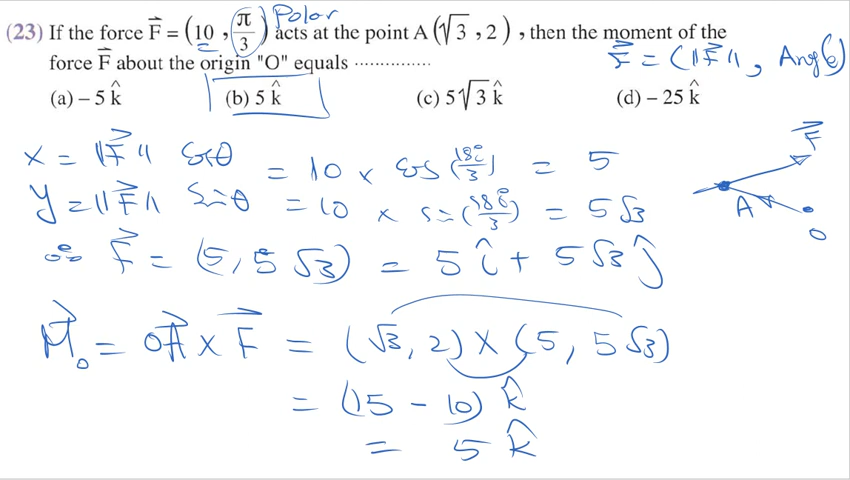 Polar
(23) If the force F⃗ = (10 , π/3) acts at the point A (√3 , 2) , then the moment of the
force F⃗ about the origin "O" equals ··············
F⃗ = (‖F⃗‖ , Angle)
(a) – 5 k̂ (b) 5 k̂ (c) 5√3 k̂ (d) – 25 k̂
x = ‖F⃗‖ cosθ = 10 × cos(180°/3) = 5
y = ‖F⃗‖ sinθ = 10 × sin(180°/3) = 5√3
F⃗
A
O
∴ F⃗ = (5, 5√3) = 5 î + 5√3 ĵ
M⃗o = OA⃗ × F⃗ = (√3, 2) × (5, 5√3)
= (15 – 10) k̂
= 5 k̂